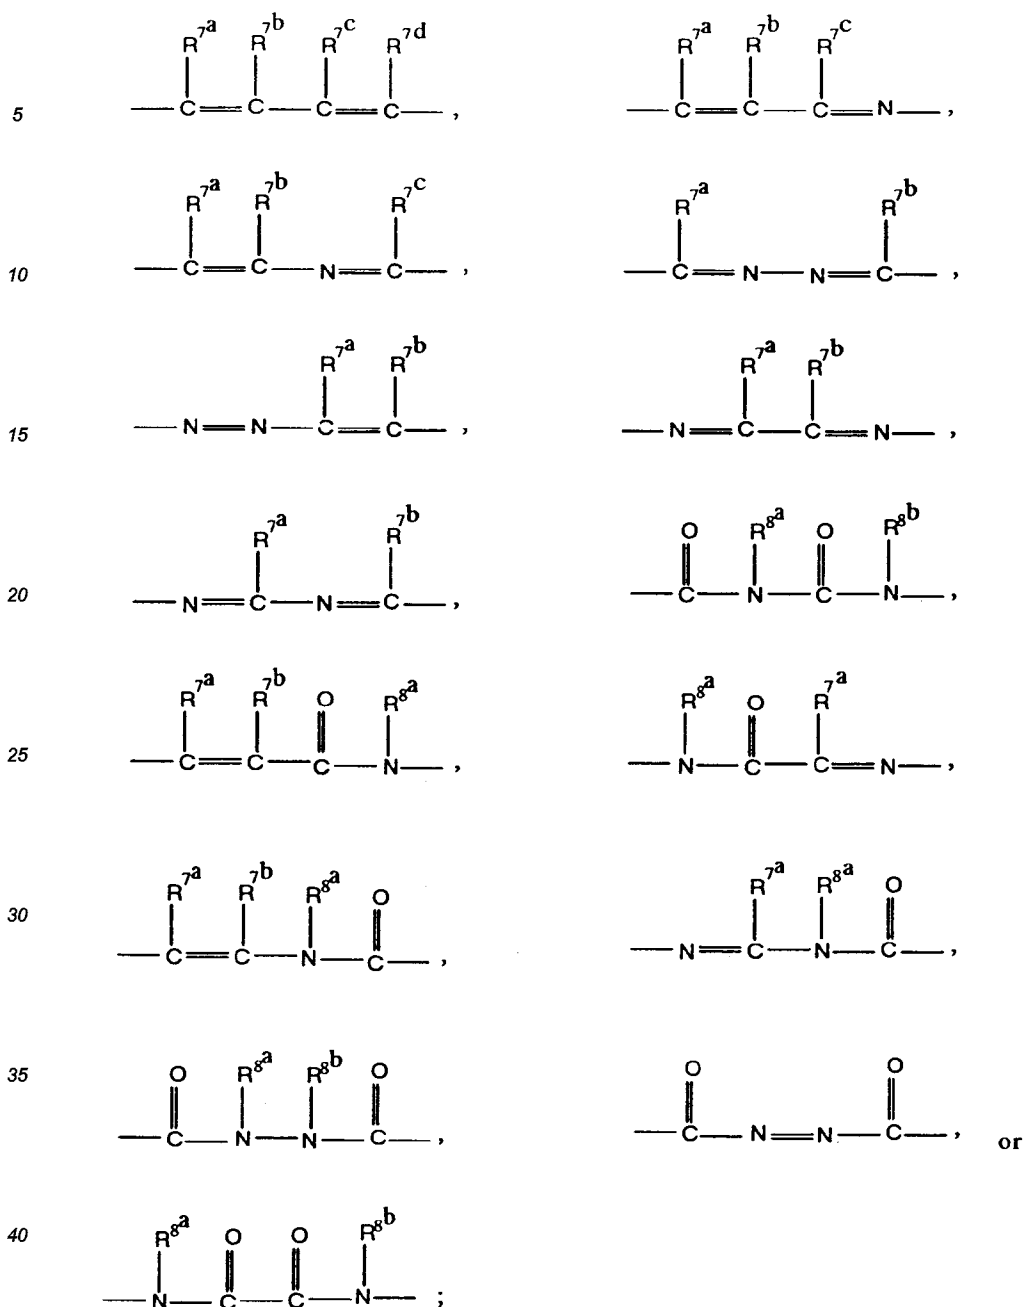 R7a R7b R7c R7d R7a R7b R7c
5 C C C C , C C C N ,
R7a R7b R7c R7a R7b
10 C C N C , C N N C ,
R7a R7b R7a R7b
15 N N C C , N C C N ,
R7a R7b O R8a O R8b
20 N C N C , C N C N ,
R7a R7b O R8a R8a O R7a
25 C C C N , N C C N ,
R7a R7b R8a O R7a R8a O
30 C C N C , N C N C ,
O R8a R8b O O O
35 C N N C , C N N C , or
R8a O O R8b
40 N C C N ;